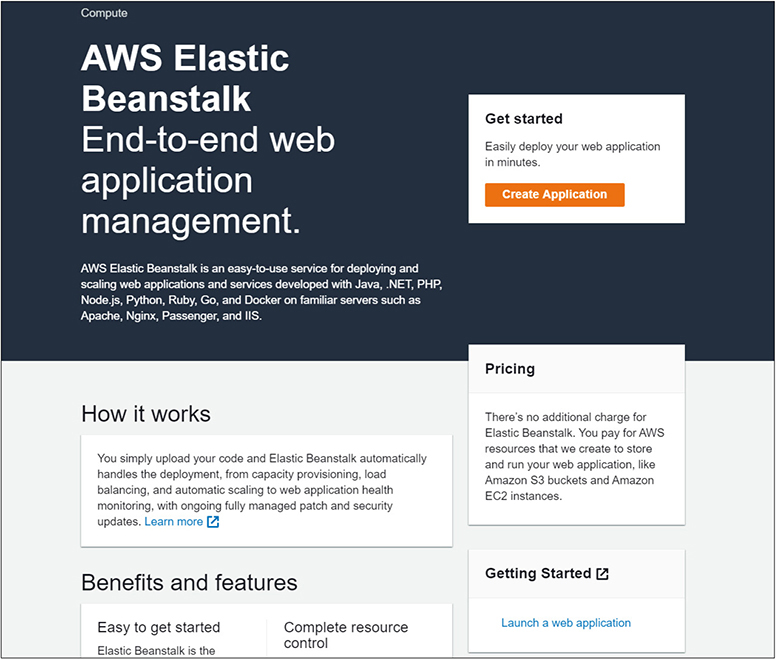 Compute
AWS Elastic
Beanstalk
End-to-end web
application
management.
AWS Elastic Beanstalk is an easy-to-use service for deploying and
scaling web applications and services developed with Java, .NET, PHP,
Node.js, Python, Ruby, Go, and Docker on familiar servers such as
Apache, Nginx, Passenger, and IIS.
Get started
Easily deploy your web application
in minutes.
Create Application
Pricing
There's no additional charge for
Elastic Beanstalk. You pay for AWS
resources that we create to store
and run your web application, like
Amazon S3 buckets and Amazon
EC2 instances.
How it works
You simply upload your code and Elastic Beanstalk automatically
handles the deployment, from capacity provisioning, load
balancing, and automatic scaling to web application health
monitoring, with ongoing fully managed patch and security
updates. Learn more
Getting Started
Launch a web application
Benefits and features
Easy to get started
Elastic Beanstalk is the
Complete resource
control